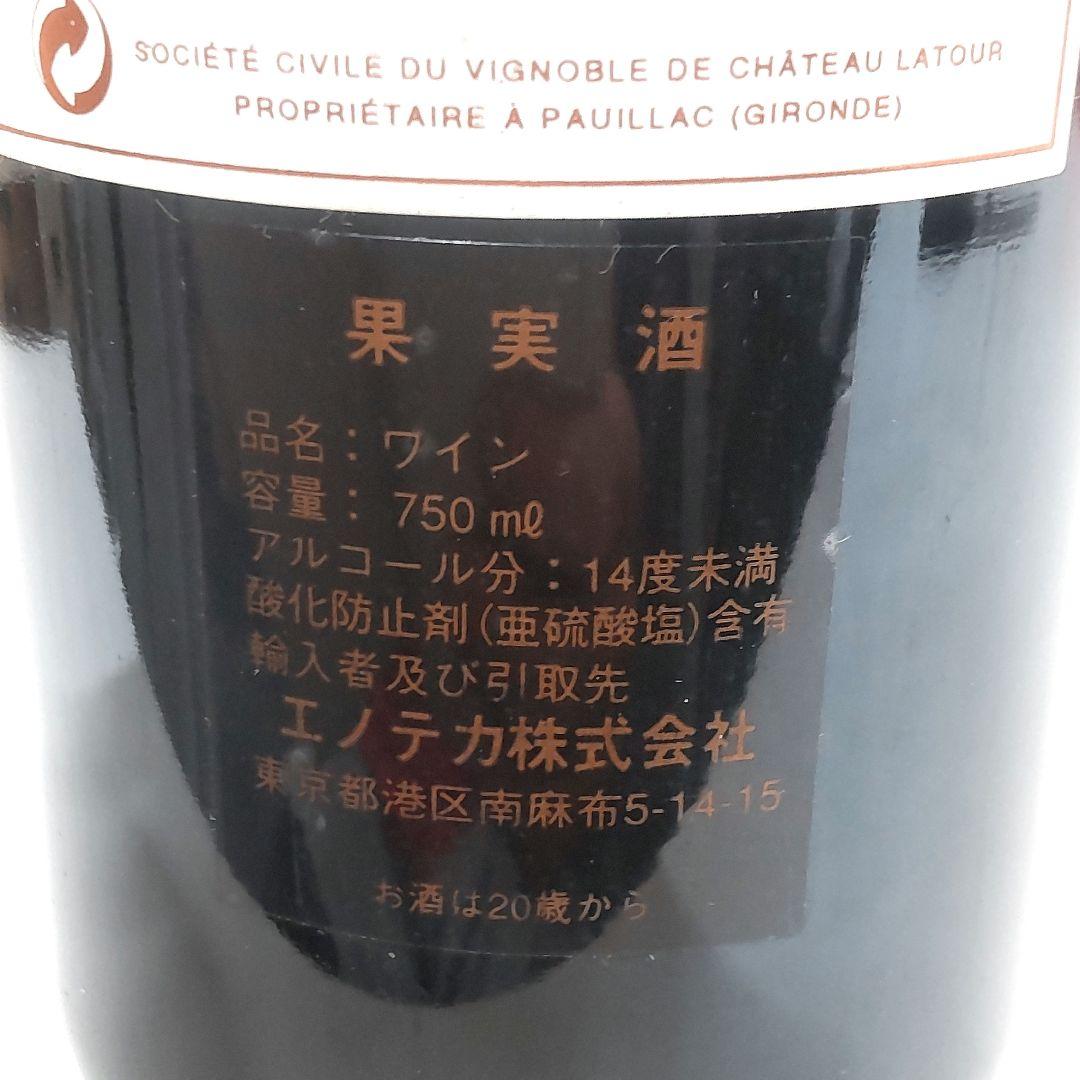 SOCIÉTÉ CIVILE DU VIGNOBLE DE CHÂTEAU LATOUR
PROPRIÉTAIRE À PAUILLAC (GIRONDE)
果実酒
品名：ワイン
容量：750 ㎖
アルコール分：14度未満
酸化防止剤(亜硫酸塩)含有
輸入者及び引取先
エノテカ株式会社
東京都港区南麻布5-14-15
お酒は20歳から